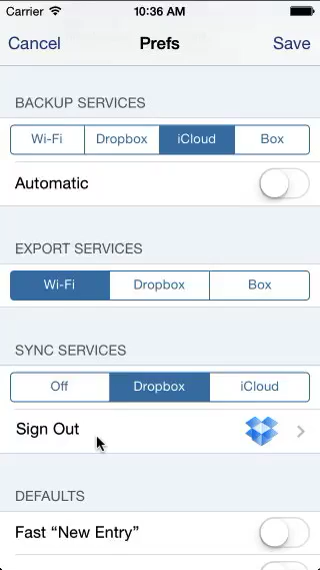 Carrier 10:36 AM
Cancel Prefs Save
BACKUP SERVICES
Wi-Fi Dropbox iCloud Box
Automatic
EXPORT SERVICES
Wi-Fi Dropbox Box
SYNC SERVICES
Off Dropbox iCloud
Sign Out
DEFAULTS
Fast “New Entry”